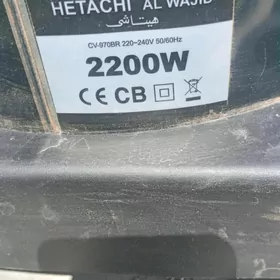 HETACHI AL WAJID
هيتاشي
CV-970BR 220~240V 50/60Hz
2200W
CE CB